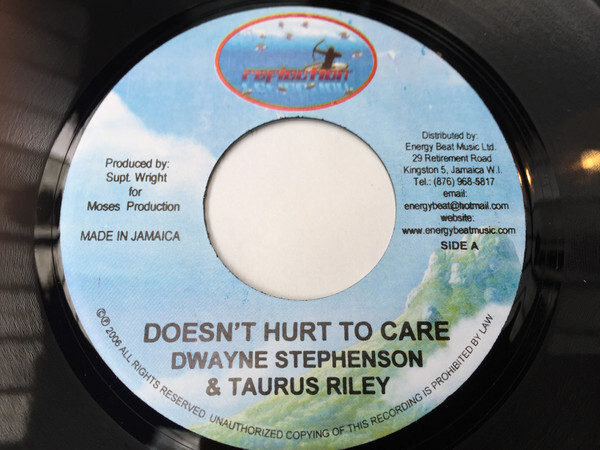 reflection
Produced by:
Supt. Wright
for
Moses Production
MADE IN JAMAICA
Distributed by:
Energy Beat Music Ltd.
29 Retirement Road
Kingston 5, Jamaica W.I.
Tel.: (876) 968-5817
email:
energybeat@hotmail.com
website:
www.energybeatmusic.com
SIDE A
DOESN'T HURT TO CARE
DWAYNE STEPHENSON
& TAURUS RILEY
©℗ 2006 ALL RIGHTS RESERVED UNAUTHORIZED COPYING OF THIS RECORDING IS PROHIBITED BY LAW